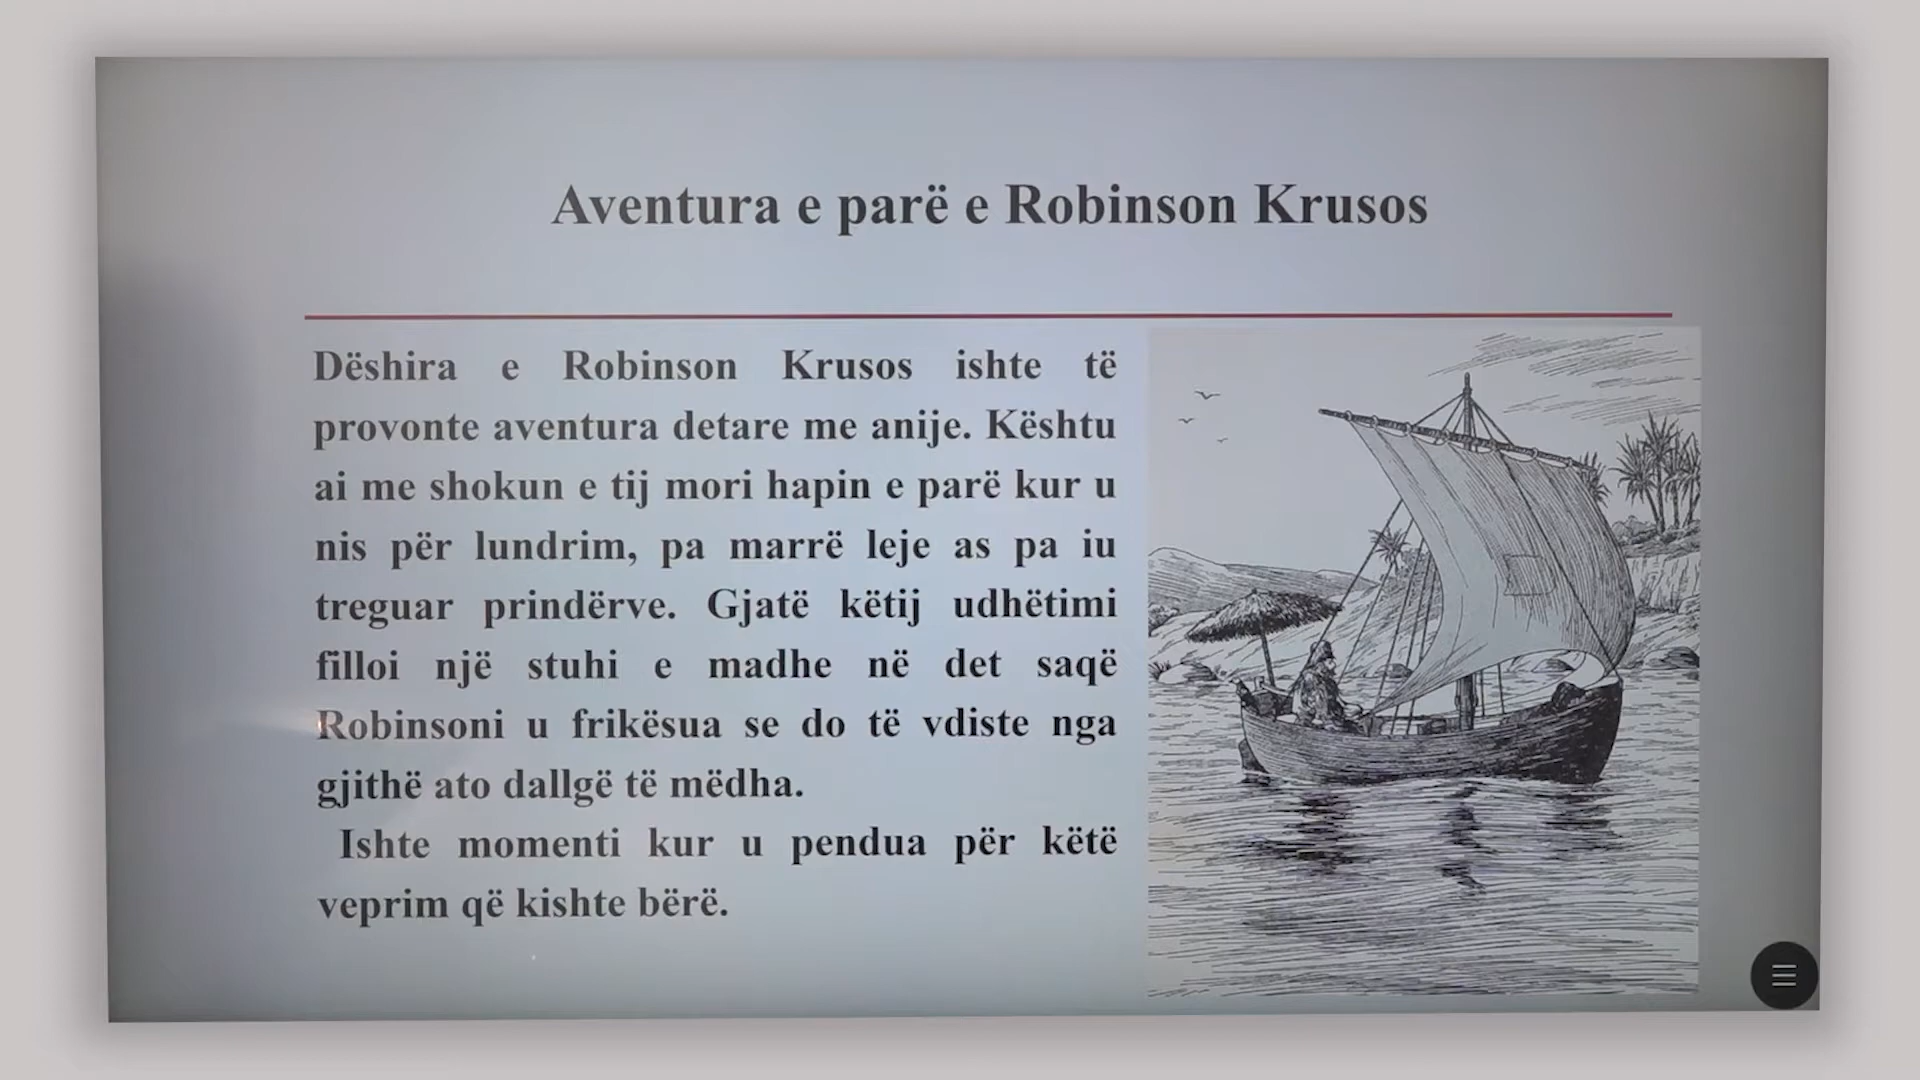 Aventura e parë e Robinson Krusos
Dëshira e Robinson Krusos ishte të
provonte aventura detare me anije. Kështu
ai me shokun e tij mori hapin e parë kur u
nis për lundrim, pa marrë leje as pa iu
treguar prindërve. Gjatë këtij udhëtimi
filloi një stuhi e madhe në det saqë
Robinsoni u frikësua se do të vdiste nga
gjithë ato dallgë të mëdha.
Ishte momenti kur u pendua për këtë
veprim që kishte bërë.